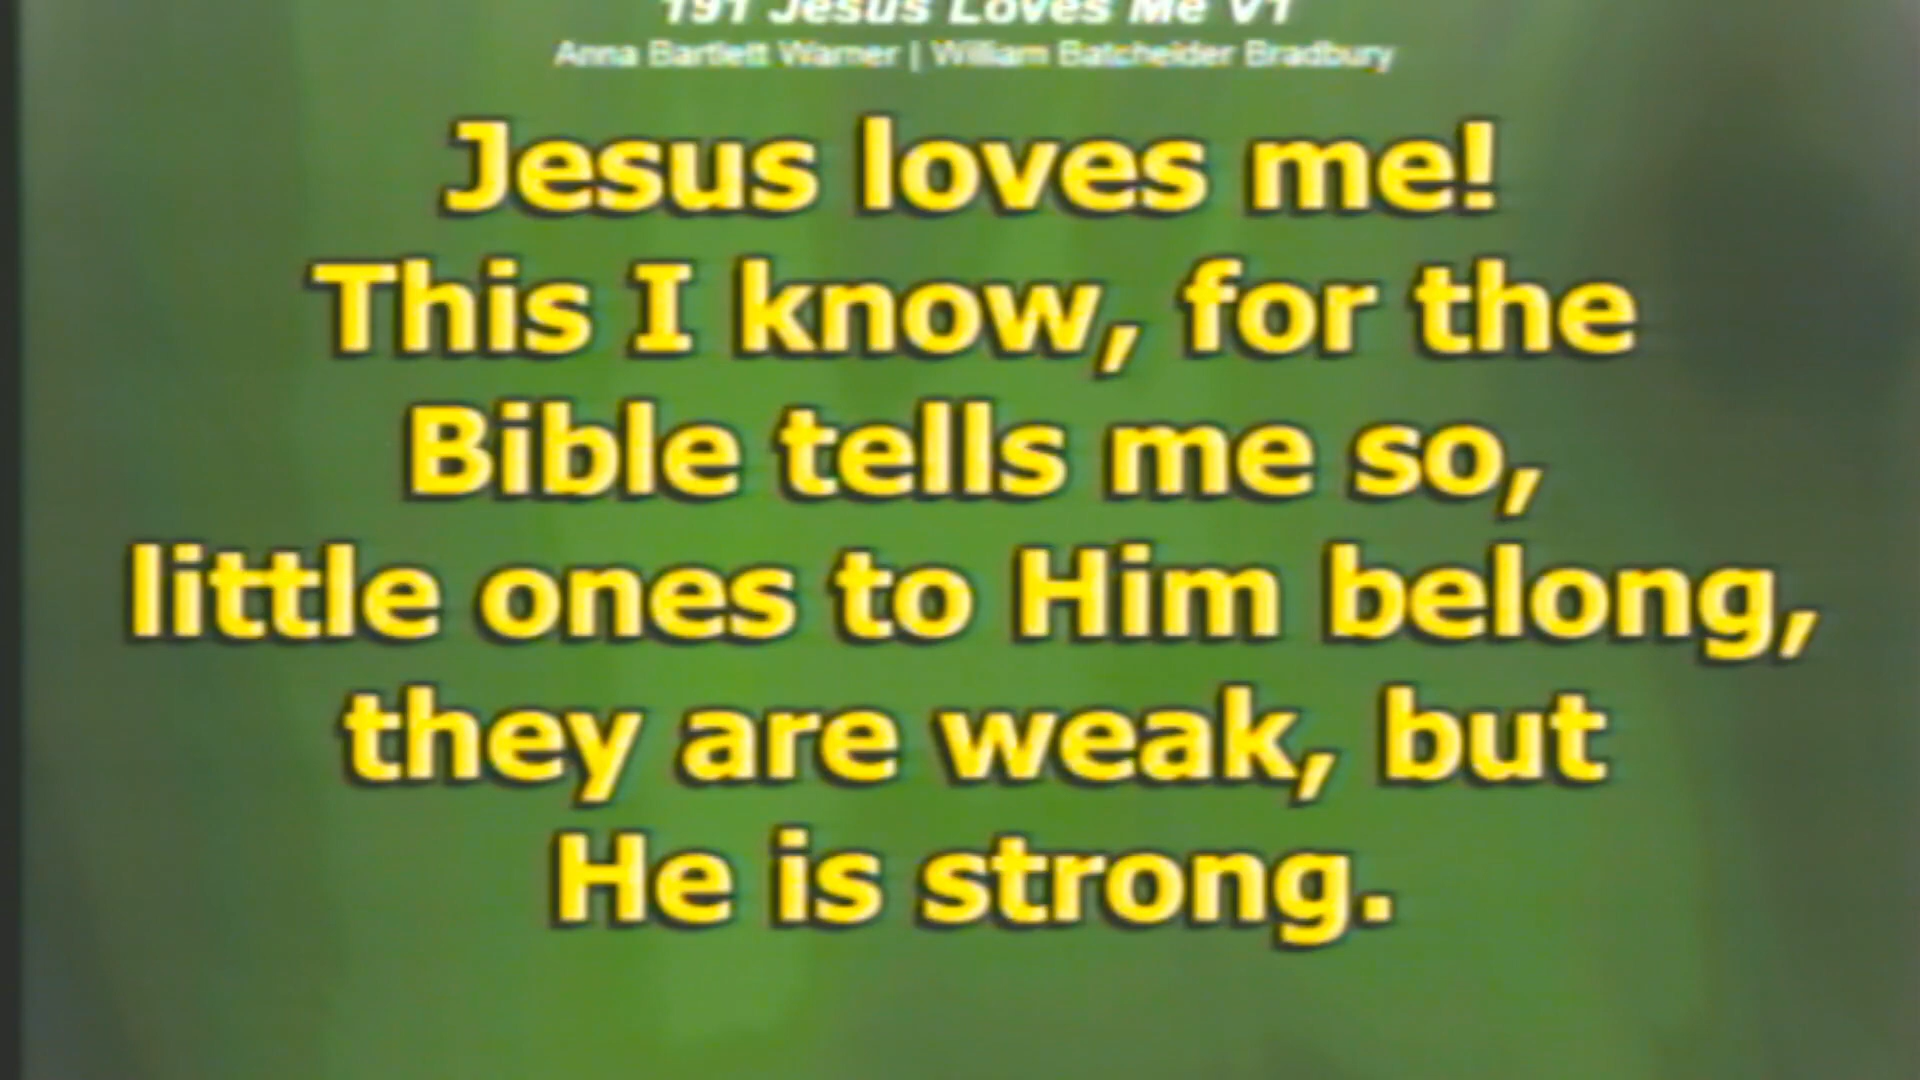 191 Jesus Loves Me V1
Anna Bartlett Warner | William Batchelder Bradbury
Jesus loves me!
This I know, for the
Bible tells me so,
little ones to Him belong,
they are weak, but
He is strong.